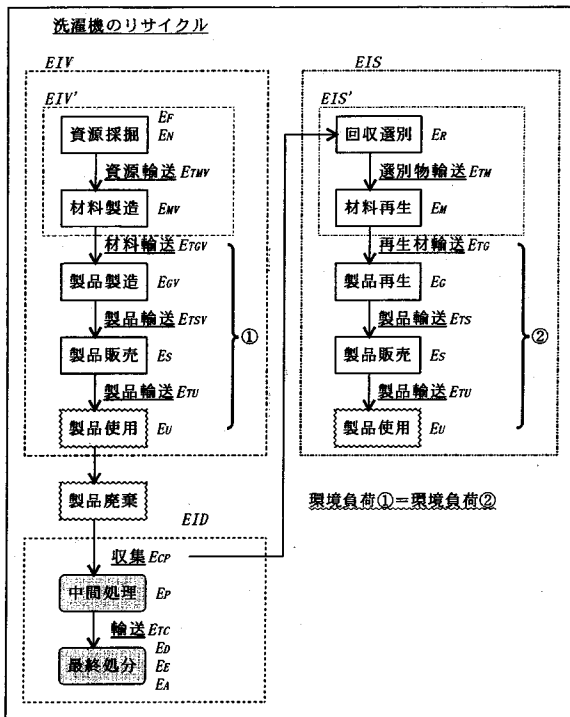 洗濯機のリサイクル
EIV
EIV'
資源採掘 EF EN
資源輸送 ETMV
材料製造 EMV
材料輸送 ETGV
製品製造 EGV
製品輸送 ETSV
①
製品販売 ES
製品輸送 ETU
製品使用 EU
製品廃棄
EID
収集 ECP
中間処理 EP
輸送 ETC
最終処分 ED EE EA
EIS
EIS'
回収選別 ER
選別物輸送 ETM
材料再生 EM
再生材輸送 ETG
製品再生 EG
製品輸送 ETS
②
製品販売 ES
製品輸送 ETU
製品使用 EU
環境負荷①＝環境負荷②